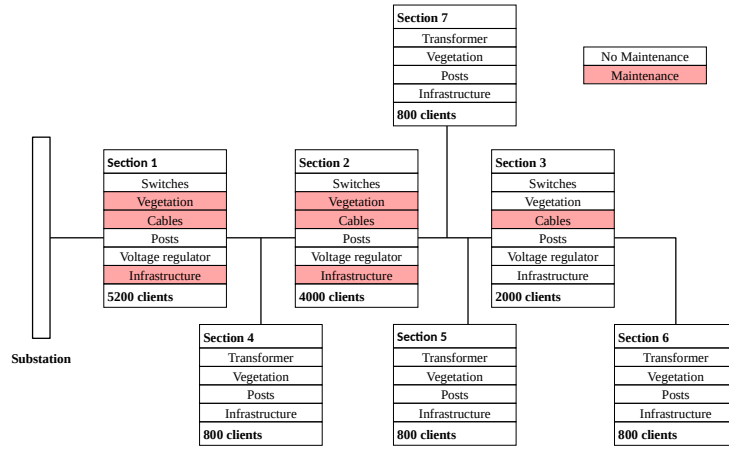 Section 7
Transformer
Vegetation
Posts
Infrastructure
800 clients
No Maintenance
Maintenance
Section 1
Switches
Vegetation
Cables
Posts
Voltage regulator
Infrastructure
5200 clients
Section 2
Switches
Vegetation
Cables
Posts
Voltage regulator
Infrastructure
4000 clients
Section 3
Switches
Vegetation
Cables
Posts
Voltage regulator
Infrastructure
2000 clients
Substation
Section 4
Transformer
Vegetation
Posts
Infrastructure
800 clients
Section 5
Transformer
Vegetation
Posts
Infrastructure
800 clients
Section 6
Transformer
Vegetation
Posts
Infrastructure
800 clients